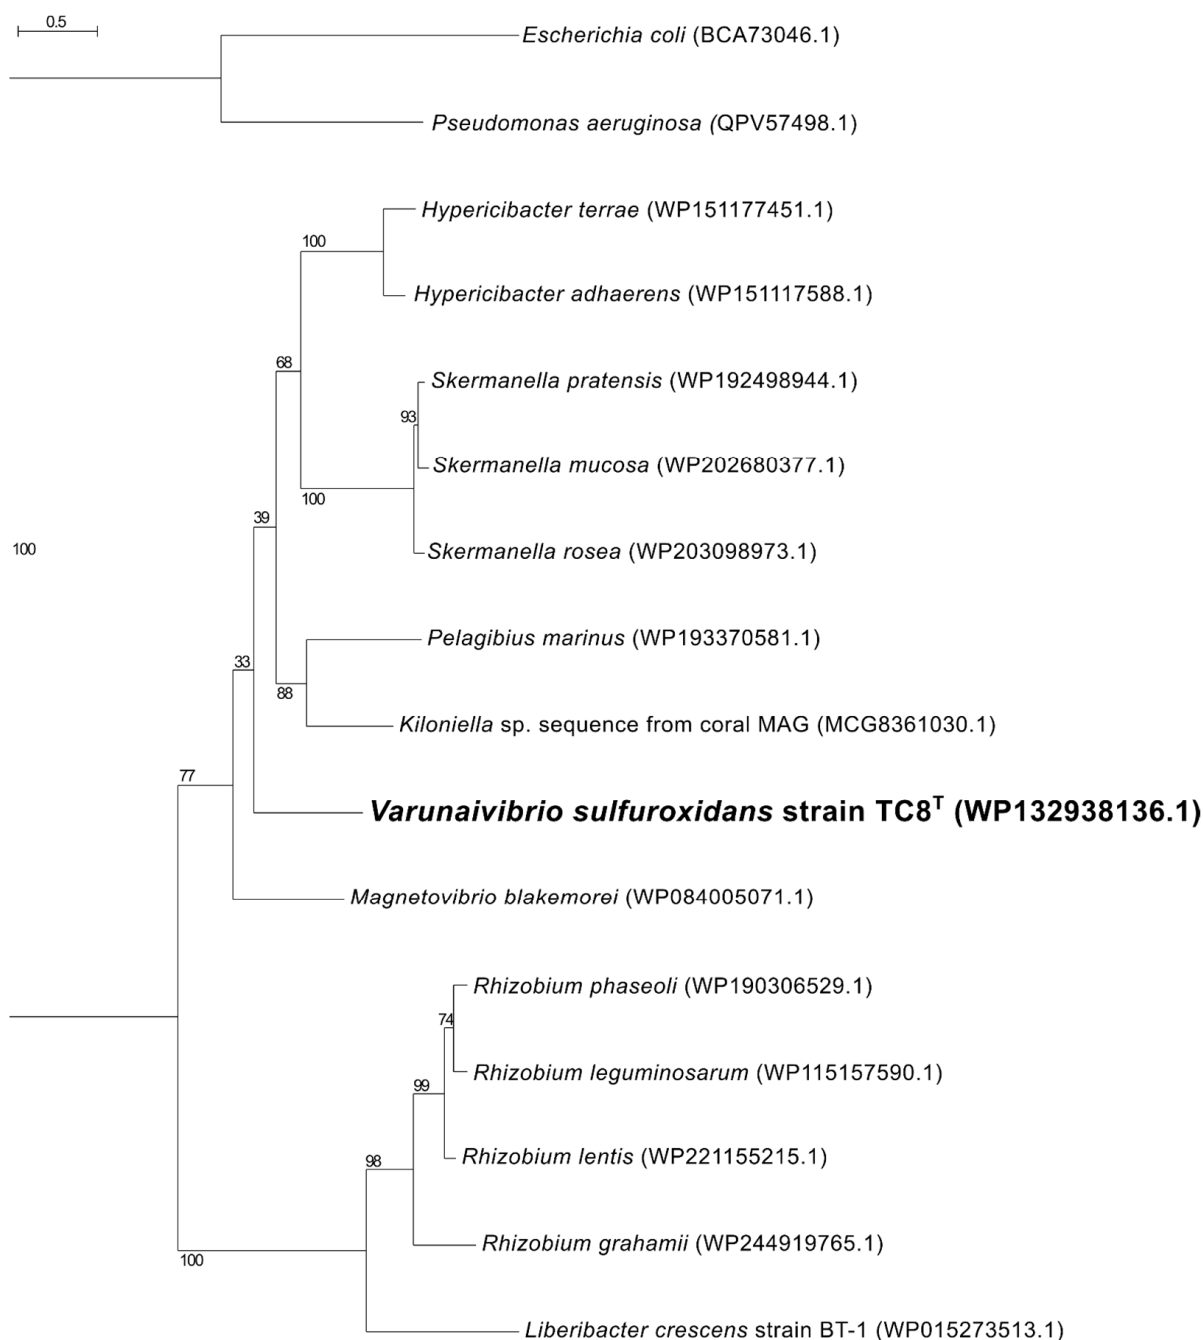 0.5
Escherichia coli (BCA73046.1)
Pseudomonas aeruginosa (QPV57498.1)
Hypericibacter terrae (WP151177451.1)
100
Hypericibacter adhaerens (WP151117588.1)
68
Skermanella pratensis (WP192498944.1)
93
Skermanella mucosa (WP202680377.1)
100
39
100
Skermanella rosea (WP203098973.1)
Pelagibius marinus (WP193370581.1)
33
88
Kiloniella sp. sequence from coral MAG (MCG8361030.1)
77
Varunaivibrio sulfuroxidans strain TC8T (WP132938136.1)
Magnetovibrio blakemorei (WP084005071.1)
Rhizobium phaseoli (WP190306529.1)
74
Rhizobium leguminosarum (WP115157590.1)
99
Rhizobium lentis (WP221155215.1)
98
Rhizobium grahamii (WP244919765.1)
100
Liberibacter crescens strain BT-1 (WP015273513.1)